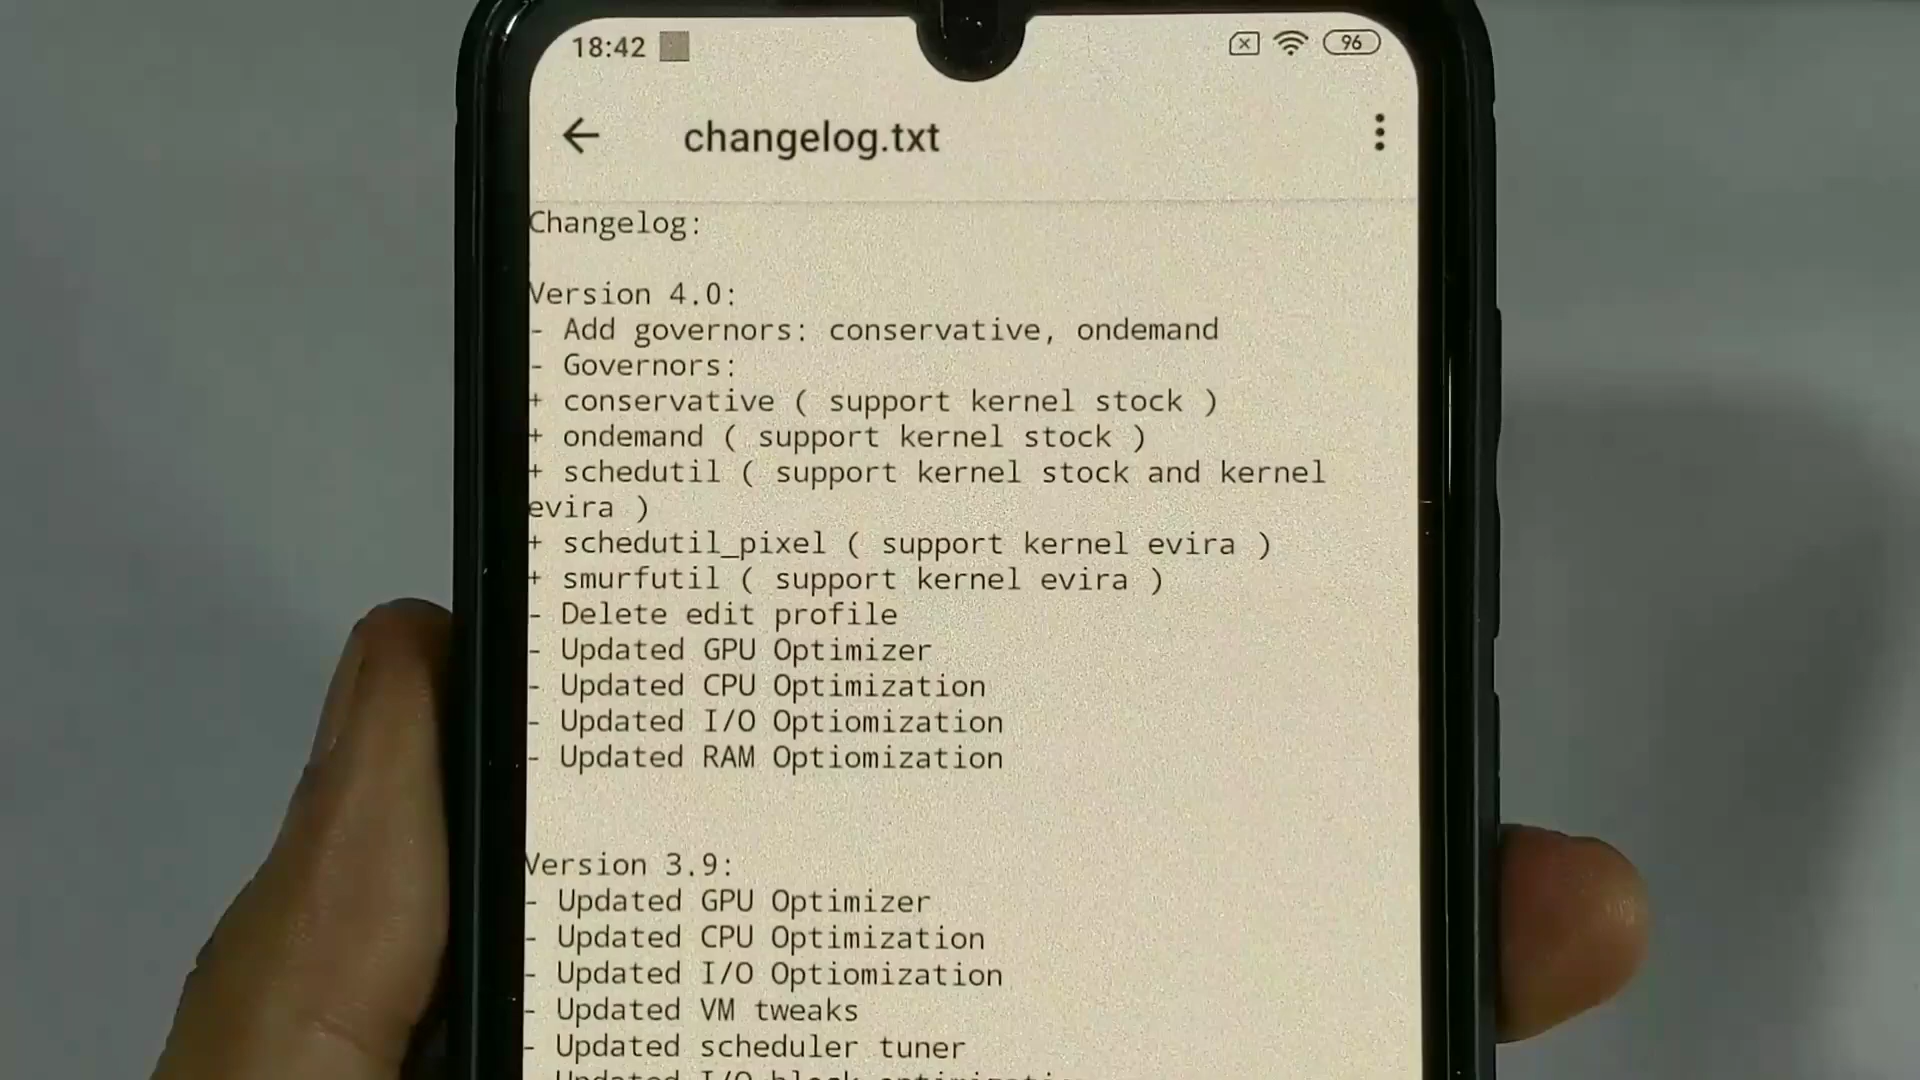 18:42
96
changelog.txt
Changelog:
Version 4.0:
- Add governors: conservative, ondemand
- Governors:
+ conservative ( support kernel stock )
+ ondemand ( support kernel stock )
+ schedutil ( support kernel stock and kernel
evira )
+ schedutil_pixel ( support kernel evira )
+ smurfutil ( support kernel evira )
- Delete edit profile
- Updated GPU Optimizer
- Updated CPU Optimization
- Updated I/O Optiomization
- Updated RAM Optiomization
Version 3.9:
- Updated GPU Optimizer
- Updated CPU Optimization
- Updated I/O Optiomization
- Updated VM tweaks
- Updated scheduler tuner
Updated I/O block